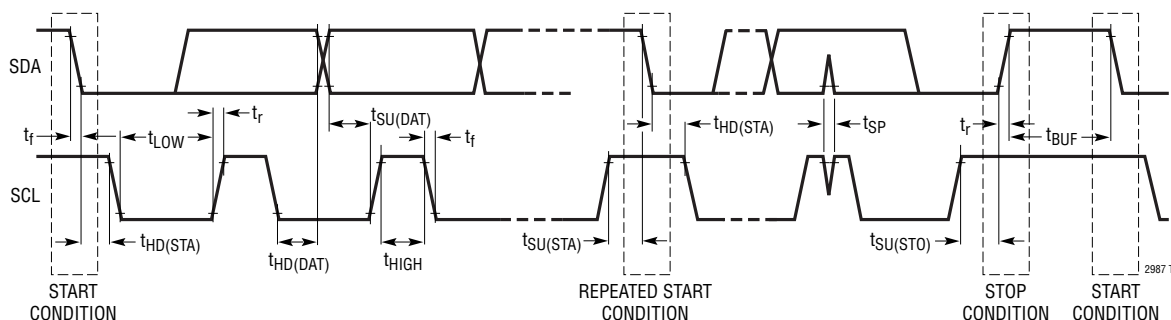 SDA
tf
tLOW
tr
tSU(DAT)
tf
tHD(STA)
tSP
tr
tBUF
SCL
tHD(STA)
tHD(DAT)
tHIGH
tSU(STA)
tSU(STO)
2987 T
START
CONDITION
REPEATED START
CONDITION
STOP
CONDITION
START
CONDITION